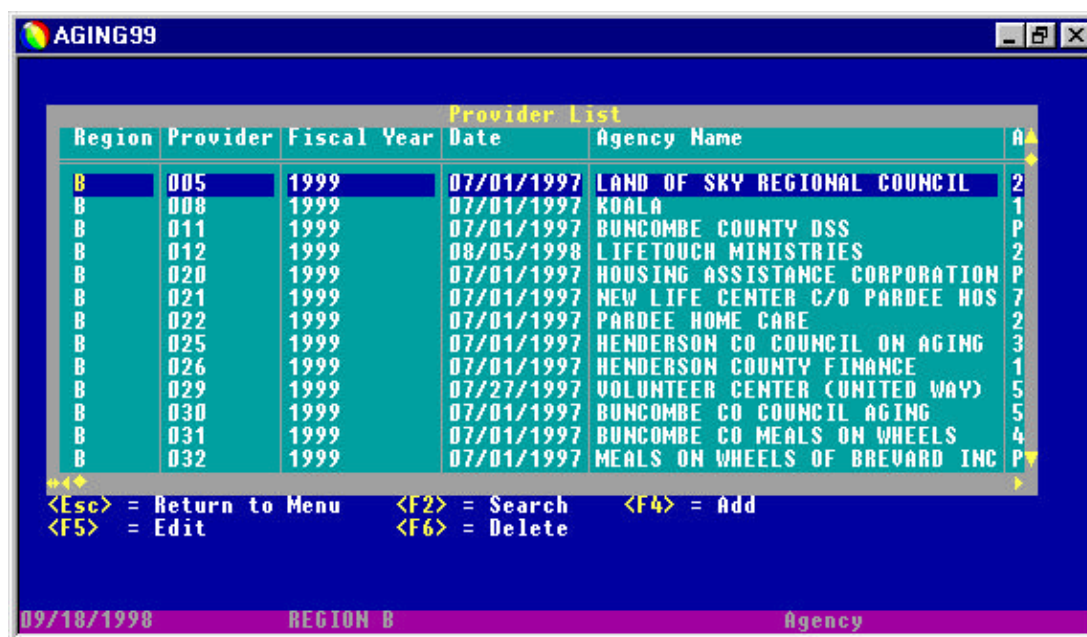 AGING99
Provider List
Region Provider Fiscal Year Date Agency Name A
B 005 1999 07/01/1997 LAND OF SKY REGIONAL COUNCIL 2
B 008 1999 07/01/1997 KOALA 1
B 011 1999 07/01/1997 BUNCOMBE COUNTY DSS P
B 012 1999 08/05/1998 LIFETOUCH MINISTRIES 2
B 020 1999 07/01/1997 HOUSING ASSISTANCE CORPORATION P
B 021 1999 07/01/1997 NEW LIFE CENTER C/O PARDEE HOS 7
B 022 1999 07/01/1997 PARDEE HOME CARE 2
B 025 1999 07/01/1997 HENDERSON CO COUNCIL ON AGING 3
B 026 1999 07/01/1997 HENDERSON COUNTY FINANCE 1
B 029 1999 07/27/1997 VOLUNTEER CENTER (UNITED WAY) 5
B 030 1999 07/01/1997 BUNCOMBE CO COUNCIL AGING 5
B 031 1999 07/01/1997 BUNCOMBE CO MEALS ON WHEELS 4
B 032 1999 07/01/1997 MEALS ON WHEELS OF BREVARD INC P
<Esc> = Return to Menu <F2> = Search <F4> = Add
<F5> = Edit <F6> = Delete
09/18/1998 REGION B Agency